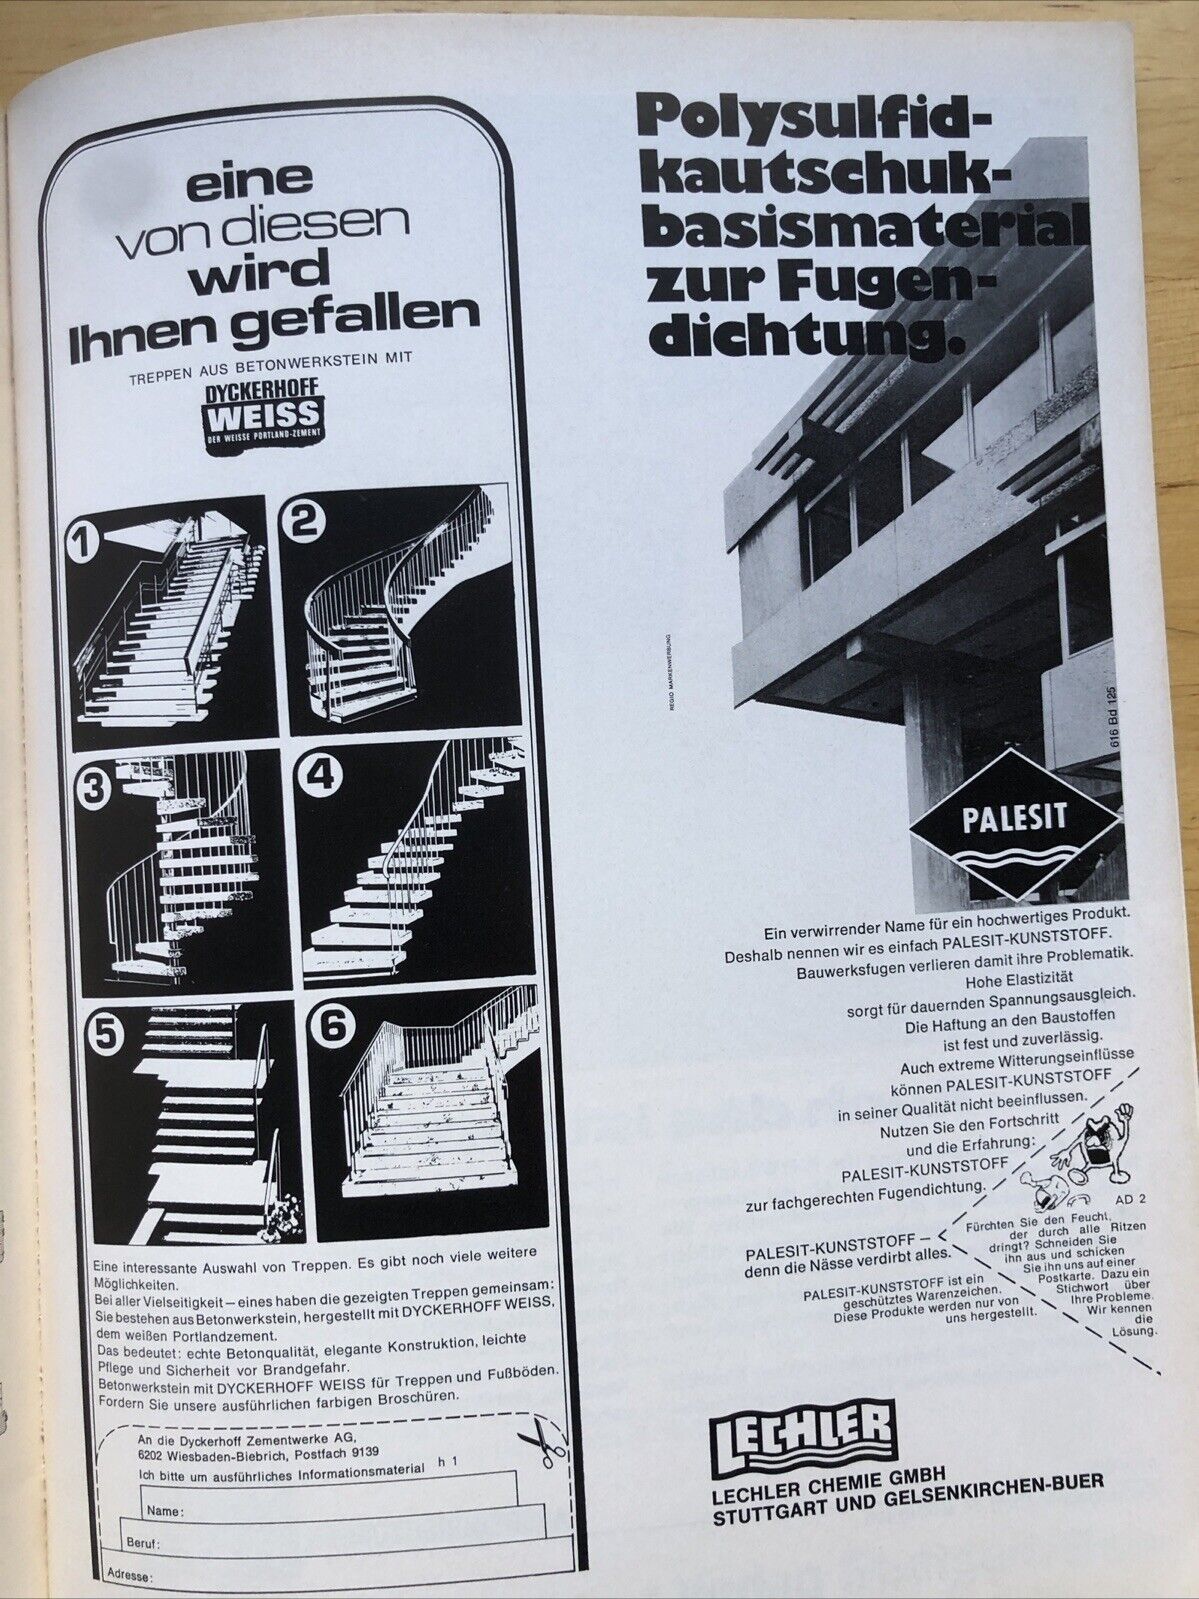 eine
von diesen
wird
Ihnen gefallen
TREPPEN AUS BETONWERKSTEIN MIT
DYCKERHOFF
WEISS
DER WEISSE PORTLAND-ZEMENT
1
2
3
4
5
6
Eine interessante Auswahl von Treppen. Es gibt noch viele weitere
Möglichkeiten.
Bei aller Vielseitigkeit – eines haben die gezeigten Treppen gemeinsam:
Sie bestehen aus Betonwerkstein, hergestellt mit DYCKERHOFF WEISS,
dem weißen Portlandzement.
Das bedeutet: echte Betonqualität, elegante Konstruktion, leichte
Pflege und Sicherheit vor Brandgefahr.
Betonwerkstein mit DYCKERHOFF WEISS für Treppen und Fußböden.
Fordern Sie unsere ausführlichen farbigen Broschüren.
An die Dyckerhoff Zementwerke AG,
6202 Wiesbaden-Biebrich, Postfach 9139
Ich bitte um ausführliches Informationsmaterial h 1
Name:
Beruf:
Adresse:
Polysulfid-
kautschuk-
basismaterial
zur Fugen-
dichtung.
REGIO MARKENWERBUNG
616 Bd 125
PALESIT
Ein verwirrender Name für ein hochwertiges Produkt.
Deshalb nennen wir es einfach PALESIT-KUNSTSTOFF.
Bauwerksfugen verlieren damit ihre Problematik.
Hohe Elastizität
sorgt für dauernden Spannungsausgleich.
Die Haftung an den Baustoffen
ist fest und zuverlässig.
Auch extreme Witterungseinflüsse
können PALESIT-KUNSTSTOFF
in seiner Qualität nicht beeinflussen.
Nutzen Sie den Fortschritt
und die Erfahrung:
PALESIT-KUNSTSTOFF
zur fachgerechten Fugendichtung.
PALESIT-KUNSTSTOFF –
denn die Nässe verdirbt alles.
PALESIT-KUNSTSTOFF ist ein
geschütztes Warenzeichen.
Diese Produkte werden nur von
uns hergestellt.
AD 2
Fürchten Sie den Feucht,
der durch alle Ritzen
dringt? Schneiden Sie
ihn aus und schicken
Sie ihn uns auf einer
Postkarte. Dazu ein
Stichwort über
Ihre Probleme.
Wir kennen
die
Lösung.
LECHLER
LECHLER CHEMIE GMBH
STUTTGART UND GELSENKIRCHEN-BUER